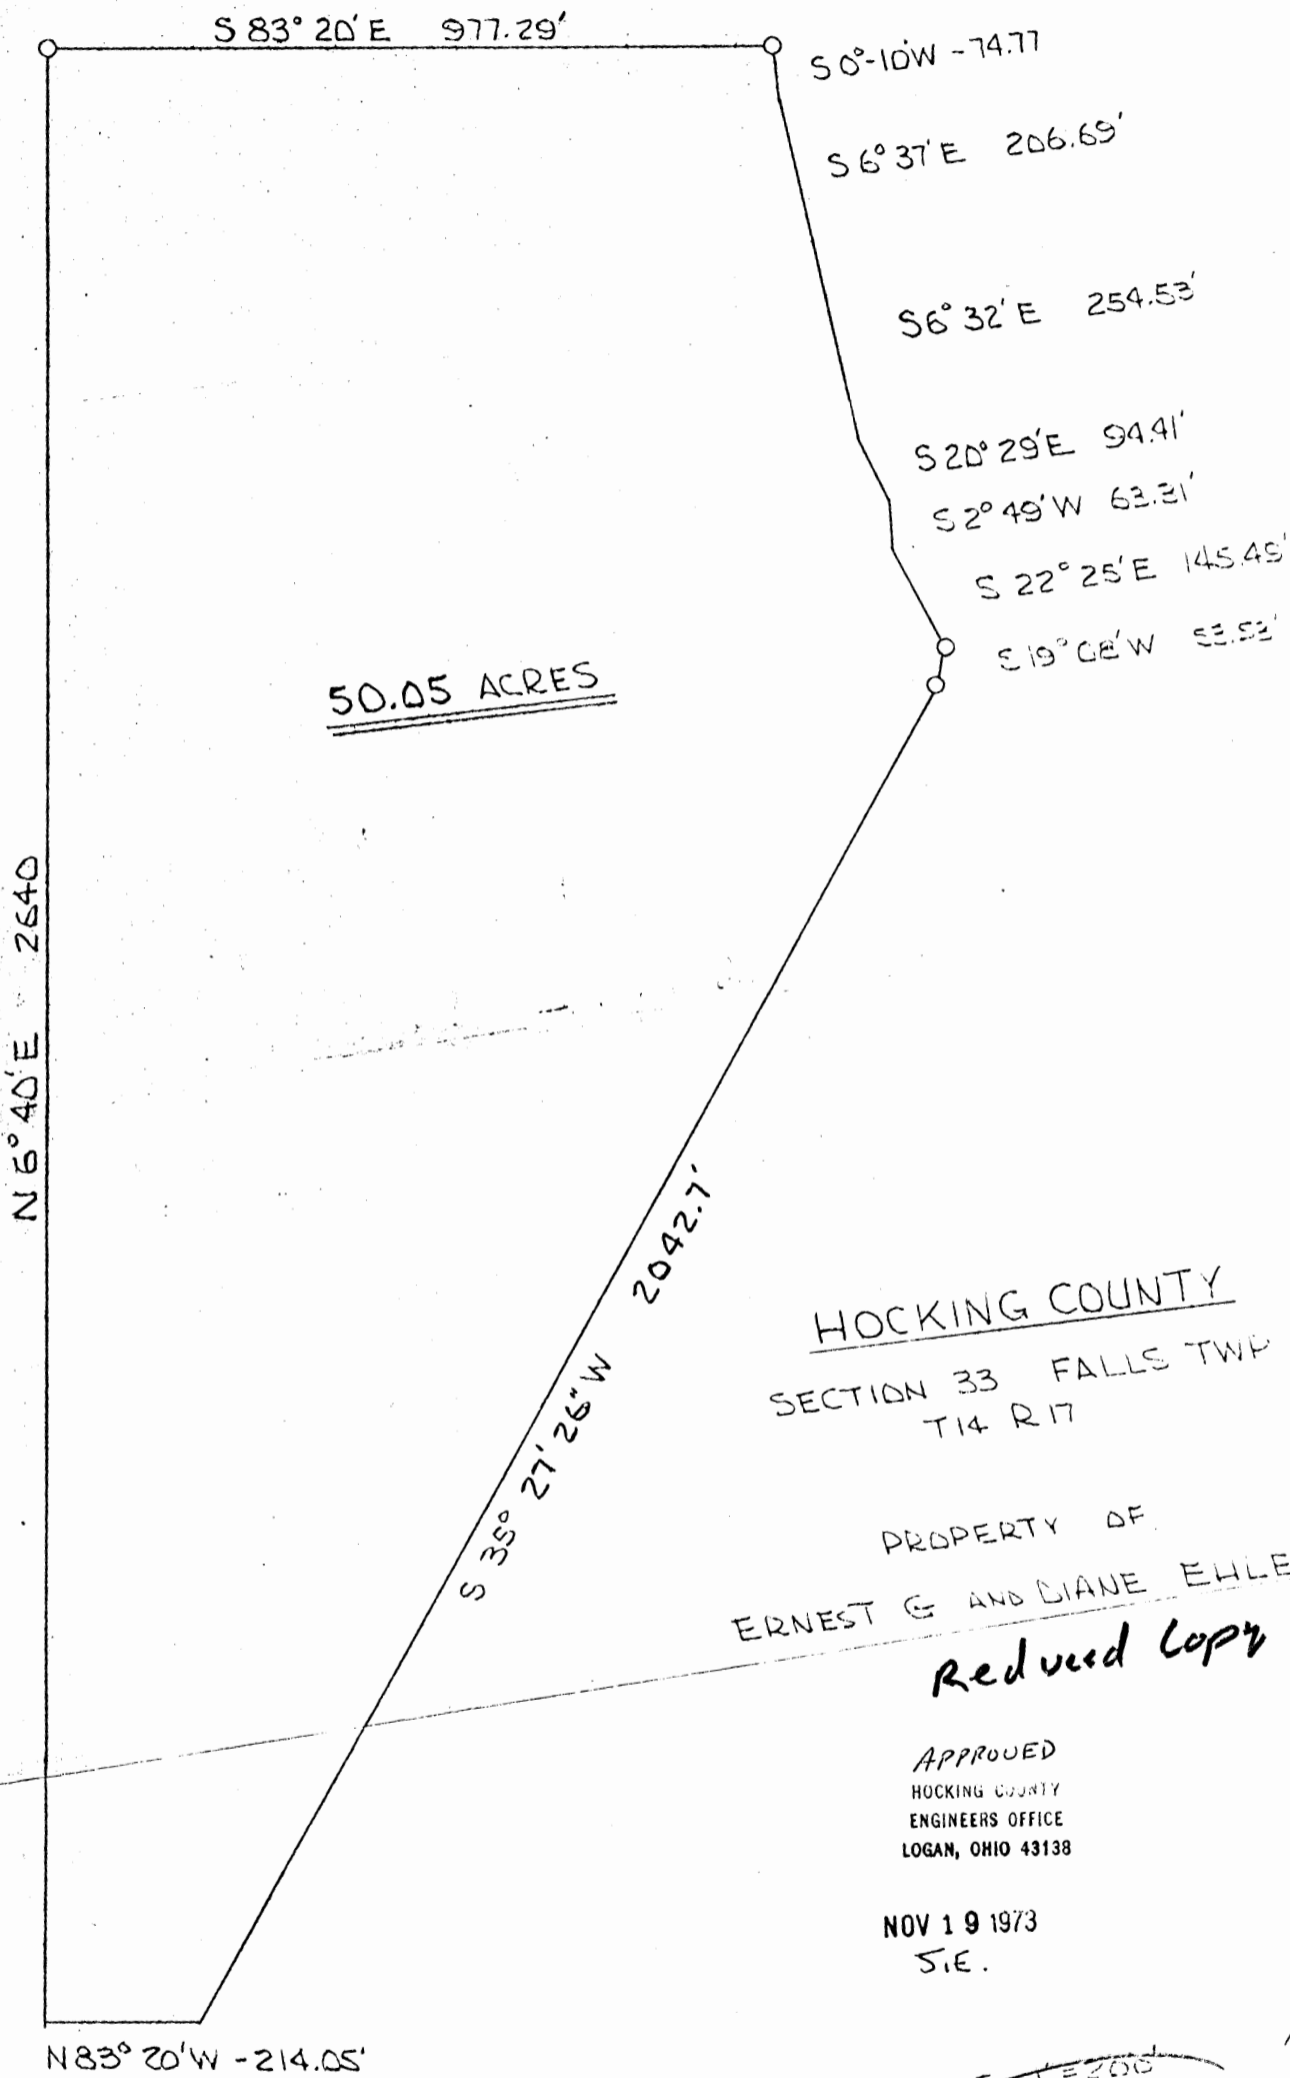 S 83° 20' E 977.29'
S 0°-10'W -74.77
S 6° 37' E 206.69'
S 6° 32' E 254.53'
S 20° 29' E 94.41'
S 2° 49' W 63.31'
S 22° 25' E 145.45'
50.05 ACRES
N 6° 40' E 2640
S 35° 27' 26" W 2042.7'
HOCKING COUNTY
SECTION 33 FALLS TWP
T14 R17
PROPERTY OF
ERNEST G AND DIANE
Reduced Copy
APPROVED
HOCKING COUNTY
ENGINEERS OFFICE
LOGAN, OHIO 43138
NOV 19 1973
J.E.
N 83° 20' W -214.05'